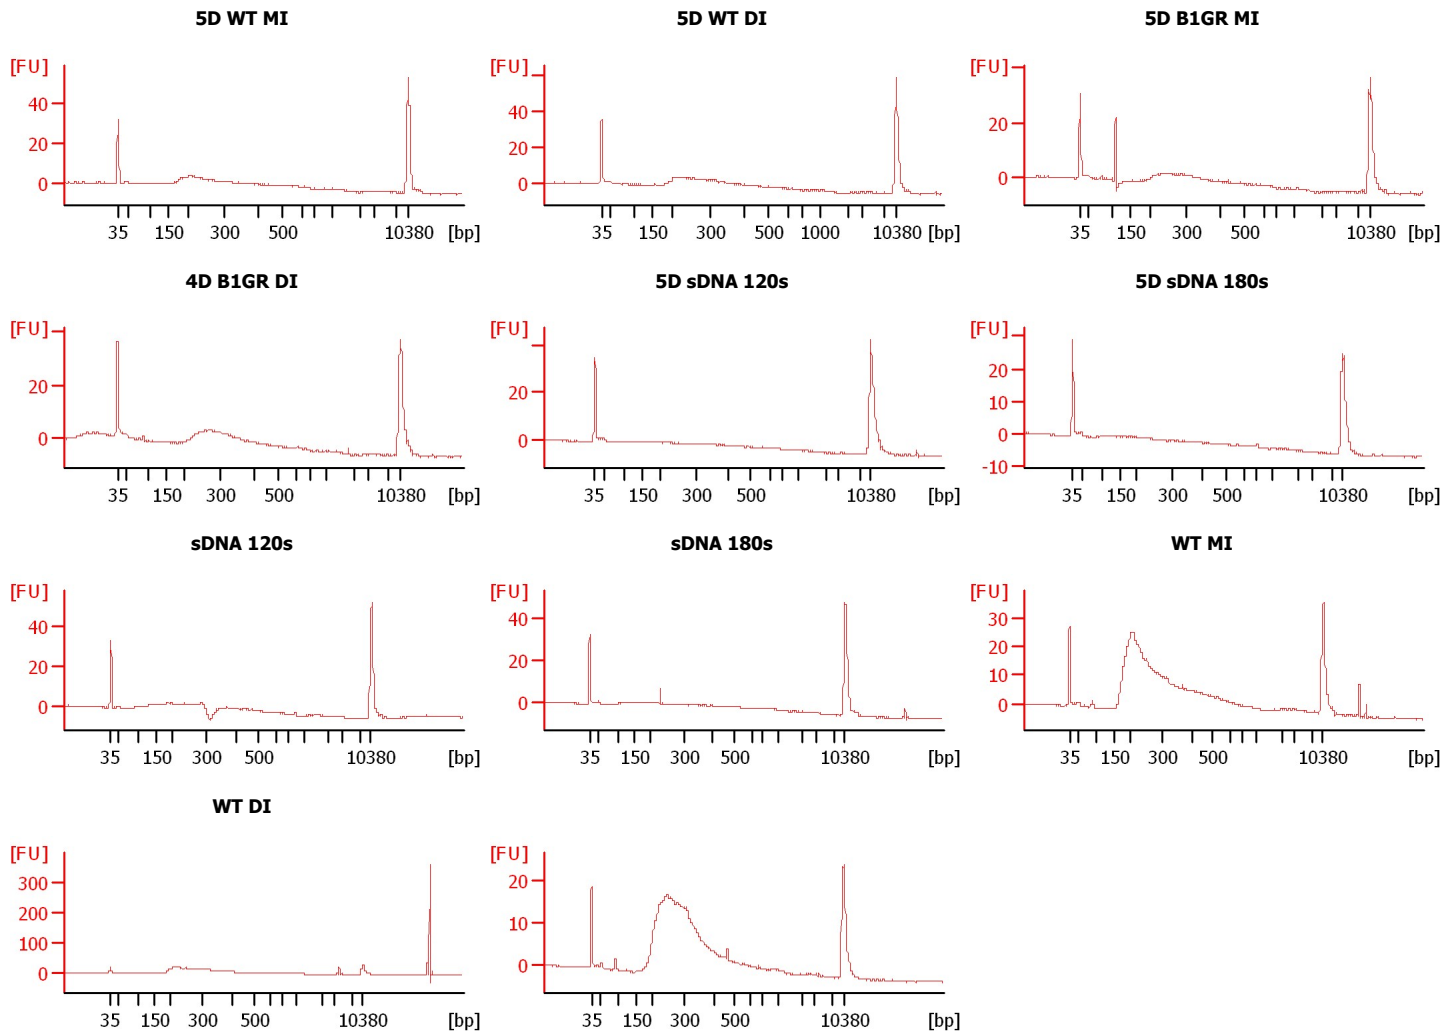 5D WT MI
[FU]
40
20
0
35 150 300 500 10380 [bp]
5D WT DI
[FU]
40
20
0
35 150 300 500 1000 10380 [bp]
5D B1GR MI
[FU]
20
0
35 150 300 500 10380 [bp]
4D B1GR DI
[FU]
20
0
35 150 300 500 10380 [bp]
5D sDNA 120s
[FU]
20
0
35 150 300 500 10380 [bp]
5D sDNA 180s
[FU]
20
10
0
-10
35 150 300 500 10380 [bp]
sDNA 120s
[FU]
40
20
0
35 150 300 500 10380 [bp]
sDNA 180s
[FU]
40
20
0
35 150 300 500 10380 [bp]
WT MI
[FU]
30
20
10
0
35 150 300 500 10380 [bp]
WT DI
[FU]
300
200
100
0
35 150 300 500 10380 [bp]
[FU]
20
10
0
35 150 300 500 10380 [bp]